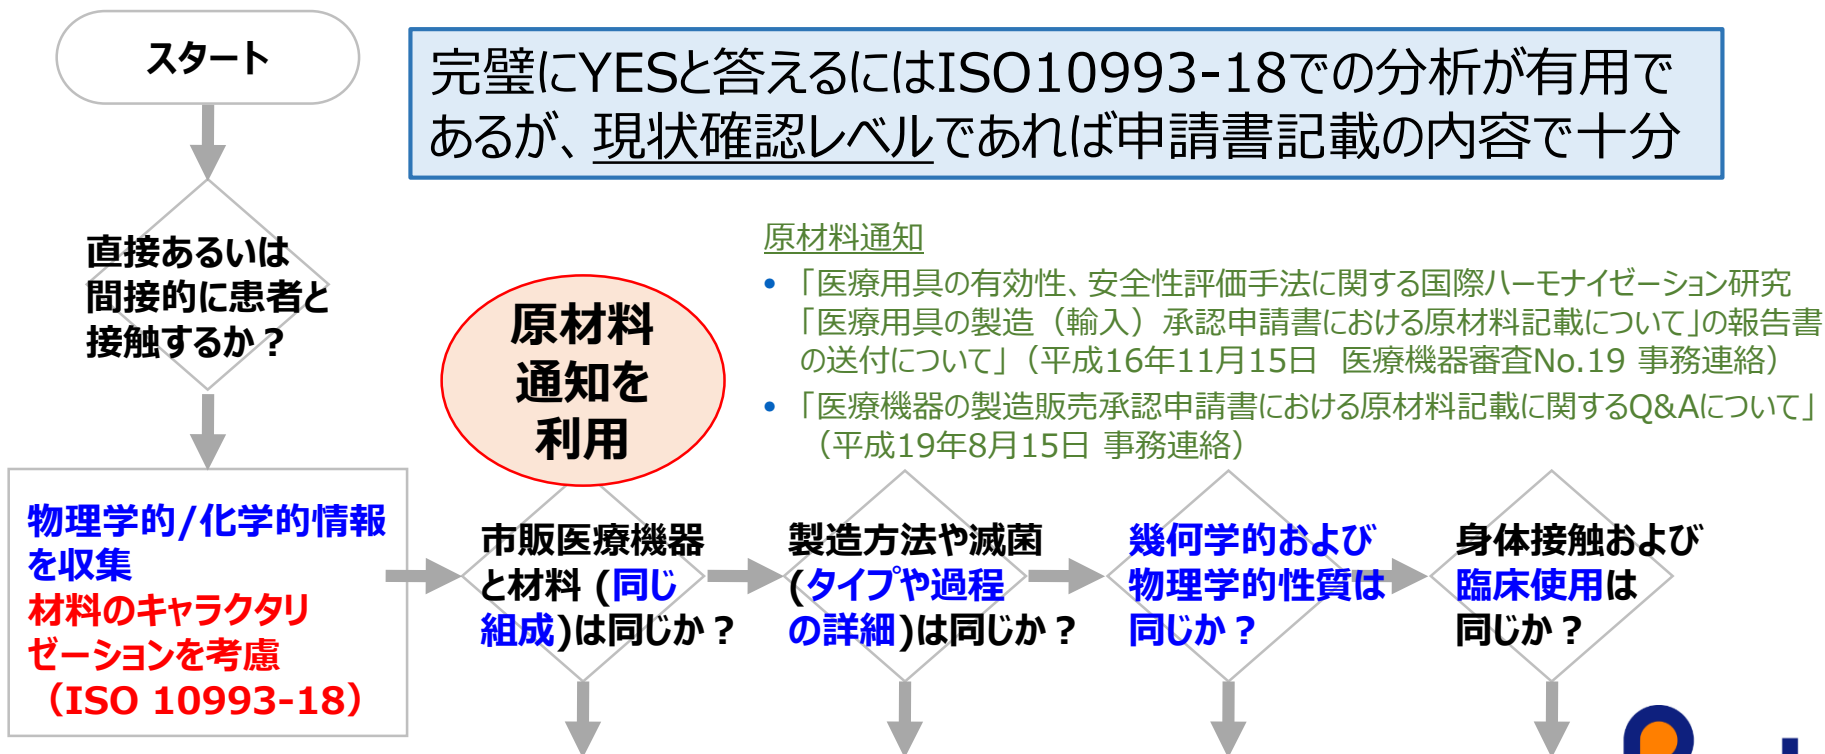 スタート
完璧にYESと答えるにはISO10993-18での分析が有用で
あるが、現状確認レベルであれば申請書記載の内容で十分
直接あるいは
間接的に患者と
接触するか？
原材料
通知を
利用
原材料通知
• 「医療用具の有効性、安全性評価手法に関する国際ハーモナイゼーション研究
「医療用具の製造（輸入）承認申請書における原材料記載について」の報告書
の送付について」（平成16年11月15日　医療機器審査No.19 事務連絡）
• 「医療機器の製造販売承認申請書における原材料記載に関するQ&Aについて」
（平成19年8月15日 事務連絡）
物理学的/化学的情報
を収集
材料のキャラクタリ
ゼーションを考慮
（ISO 10993-18）
市販医療機器
と材料 (同じ
組成)は同じか？
製造方法や滅菌
(タイプや過程
の詳細)は同じか？
幾何学的および
物理学的性質は
同じか？
身体接触および
臨床使用は
同じか？